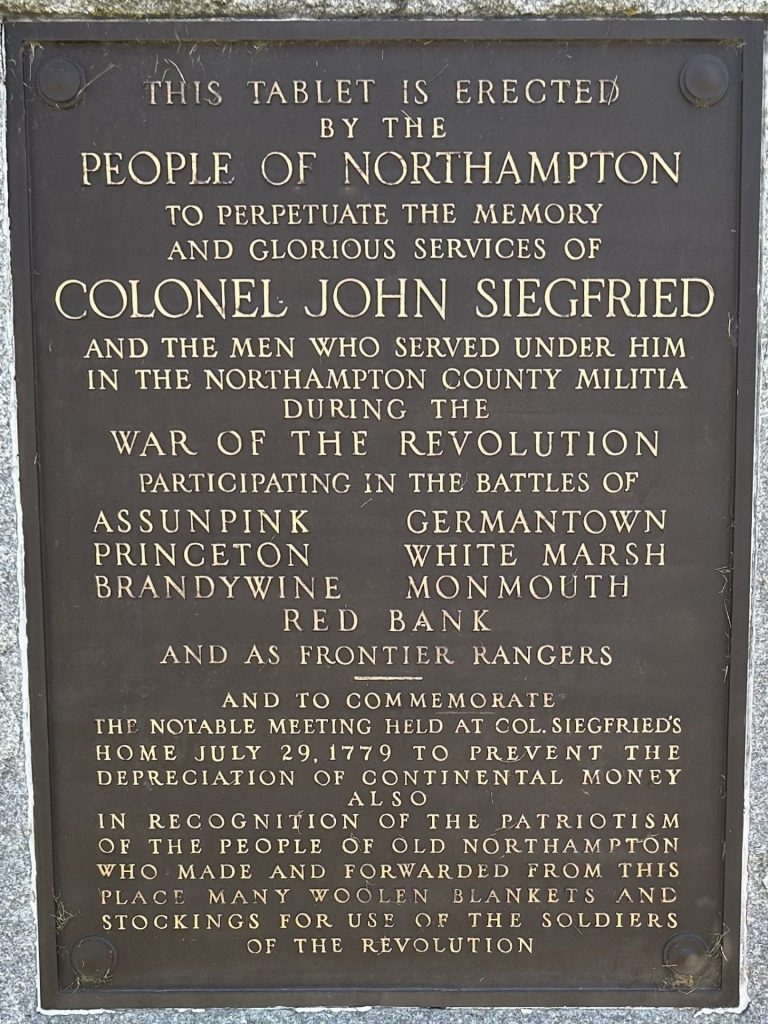 THIS TABLET IS ERECTED
BY THE
PEOPLE OF NORTHAMPTON
TO PERPETUATE THE MEMORY
AND GLORIOUS SERVICES OF
COLONEL JOHN SIEGFRIED
AND THE MEN WHO SERVED UNDER HIM
IN THE NORTHAMPTON COUNTY MILITIA
DURING THE
WAR OF THE REVOLUTION
PARTICIPATING IN THE BATTLES OF
ASSUNPINK GERMANTOWN
PRINCETON WHITE MARSH
BRANDYWINE MONMOUTH
RED BANK
AND AS FRONTIER RANGERS
AND TO COMMEMORATE
THE NOTABLE MEETING HELD AT COL. SIEGFRIED'S
HOME JULY 29, 1779 TO PREVENT THE
DEPRECIATION OF CONTINENTAL MONEY
ALSO
IN RECOGNITION OF THE PATRIOTISM
OF THE PEOPLE OF OLD NORTHAMPTON
WHO MADE AND FORWARDED FROM THIS
PLACE MANY WOOLEN BLANKETS AND
STOCKINGS FOR USE OF THE SOLDIERS
OF THE REVOLUTION